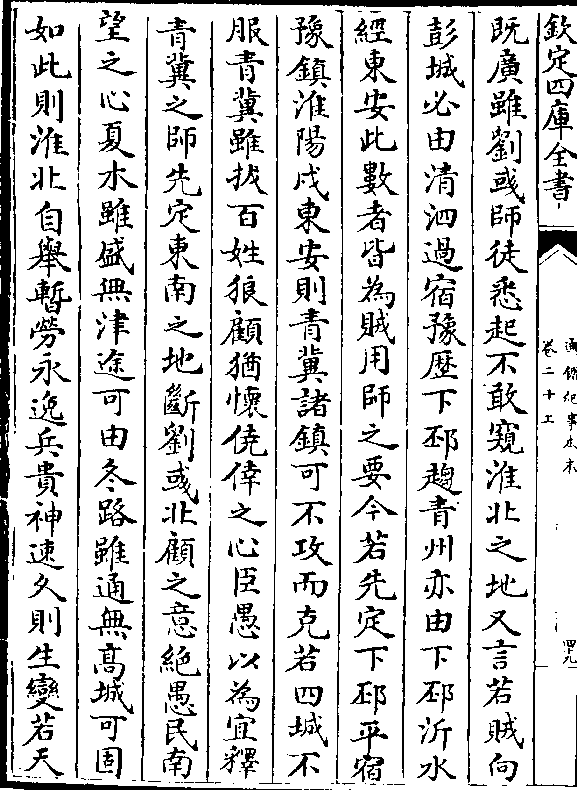 欽定四庫全書
通鑑紀事本末
卷二十上
四十九
既廣雖劉彧師徒悉起不敢窺淮北之地又言若賊向
彭城必由清泗過宿豫歴下邳趨青州亦由下邳沂水
經東安此數者皆為賊用師之要今若先定下邳平宿
豫鎮淮陽戍東安則青冀諸鎮可不攻而克若四城不
服青冀雖拔百姓狼顧猶懷僥倖之心臣愚以為宜釋
青冀之師先定東南之地斷劉彧北顧之意絶愚民南
望之心夏水雖盛無津途可由冬路雖通無高城可固
如此則淮北自舉暫勞永逸兵貴神速久則生變若天